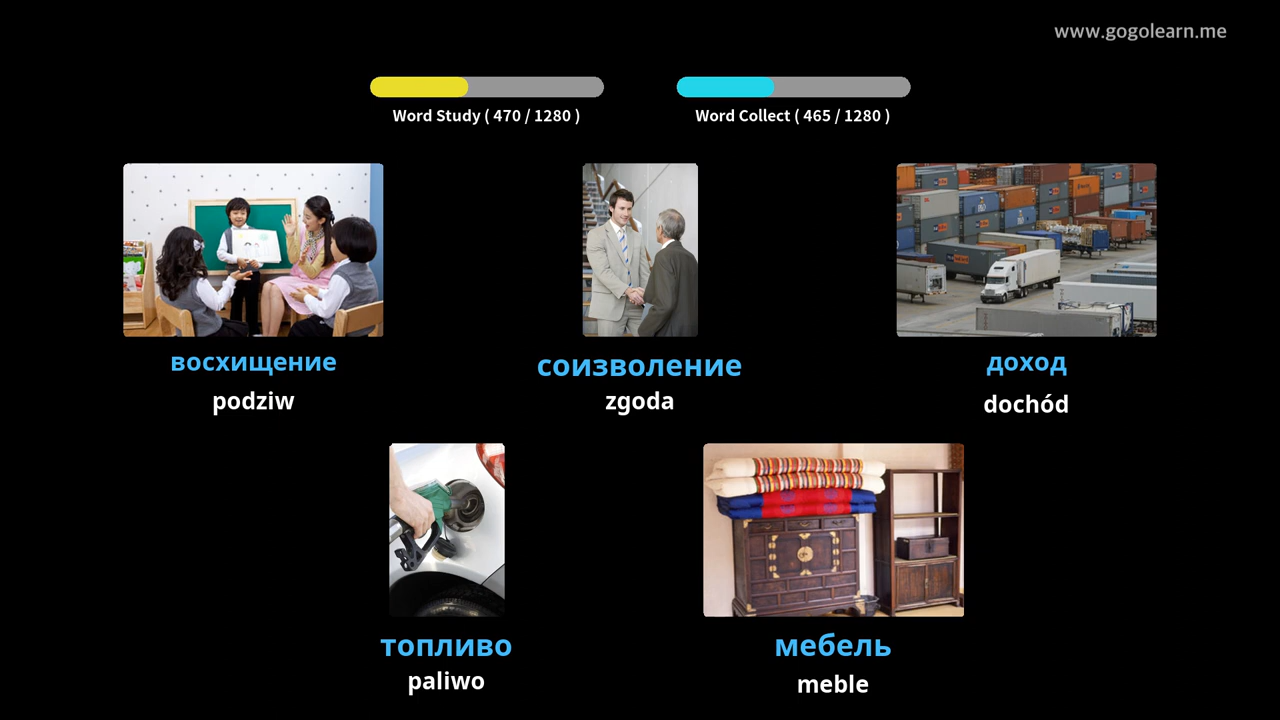 www.gogolearn.me
Word Study ( 470 / 1280 )
Word Collect ( 465 / 1280 )
восхищение
podziw
соизволение
zgoda
доход
dochód
топливо
paliwo
мебель
meble